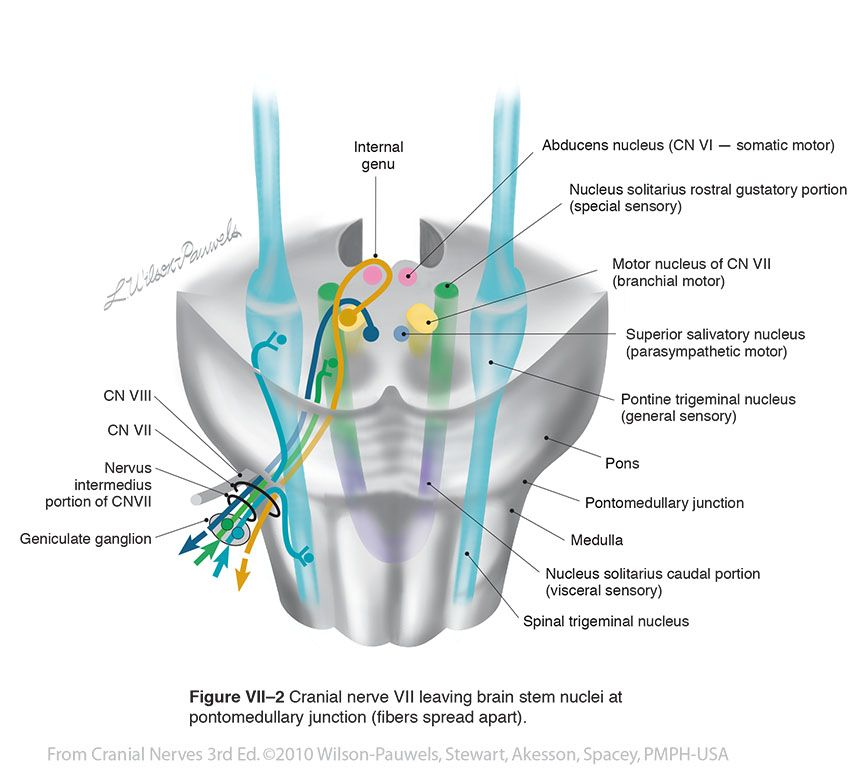 Internal
genu
Abducens nucleus (CN VI — somatic motor)
Nucleus solitarius rostral gustatory portion
(special sensory)
L. Wilson-Pauwels
Motor nucleus of CN VII
(branchial motor)
Superior salivatory nucleus
(parasympathetic motor)
Pontine trigeminal nucleus
(general sensory)
CN VIII
CN VII
Nervus
intermedius
portion of CNVII
Geniculate ganglion
Pons
Pontomedullary junction
Medulla
Nucleus solitarius caudal portion
(visceral sensory)
Spinal trigeminal nucleus
Figure VII–2 Cranial nerve VII leaving brain stem nuclei at
pontomedullary junction (fibers spread apart).
From Cranial Nerves 3rd Ed. ©2010 Wilson-Pauwels, Stewart, Akesson, Spacey, PMPH-USA